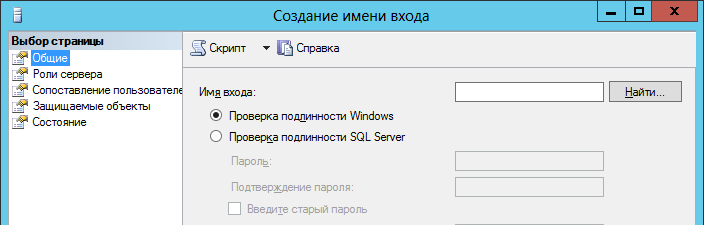 Создание имени входа
Выбор страницы
Общие
Роли сервера
Сопоставление пользователе
Защищаемые объекты
Состояние
Скрипт
Справка
Имя входа:
Найти...
Проверка подлинности Windows
Проверка подлинности SQL Server
Пароль:
Подтверждение пароля:
Введите старый пароль